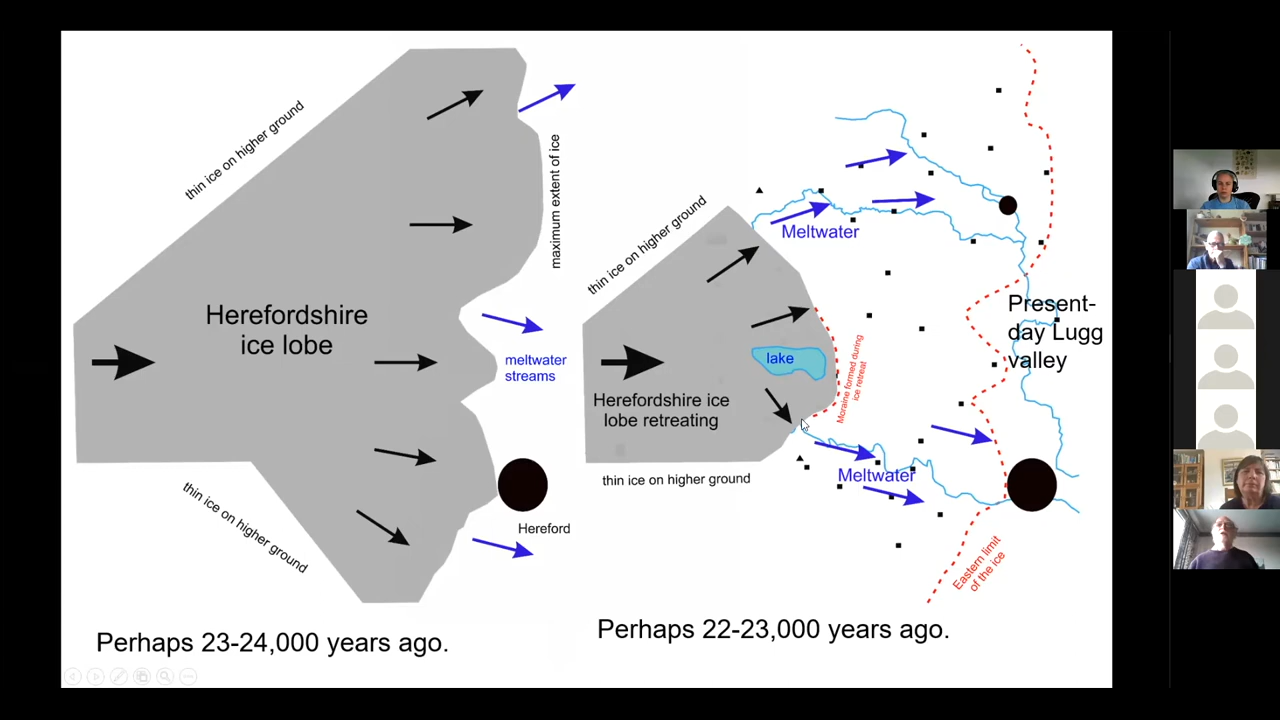 thin ice on higher ground
maximum extent of ice
Herefordshire
ice lobe
meltwater
streams
thin ice on higher ground
Hereford
Perhaps 23-24,000 years ago.
thin ice on higher ground
Meltwater
Present-
day Lugg
valley
lake
Moraine formed during
ice retreat
Herefordshire ice
lobe retreating
thin ice on higher ground
Meltwater
Eastern limit
of the ice
Perhaps 22-23,000 years ago.